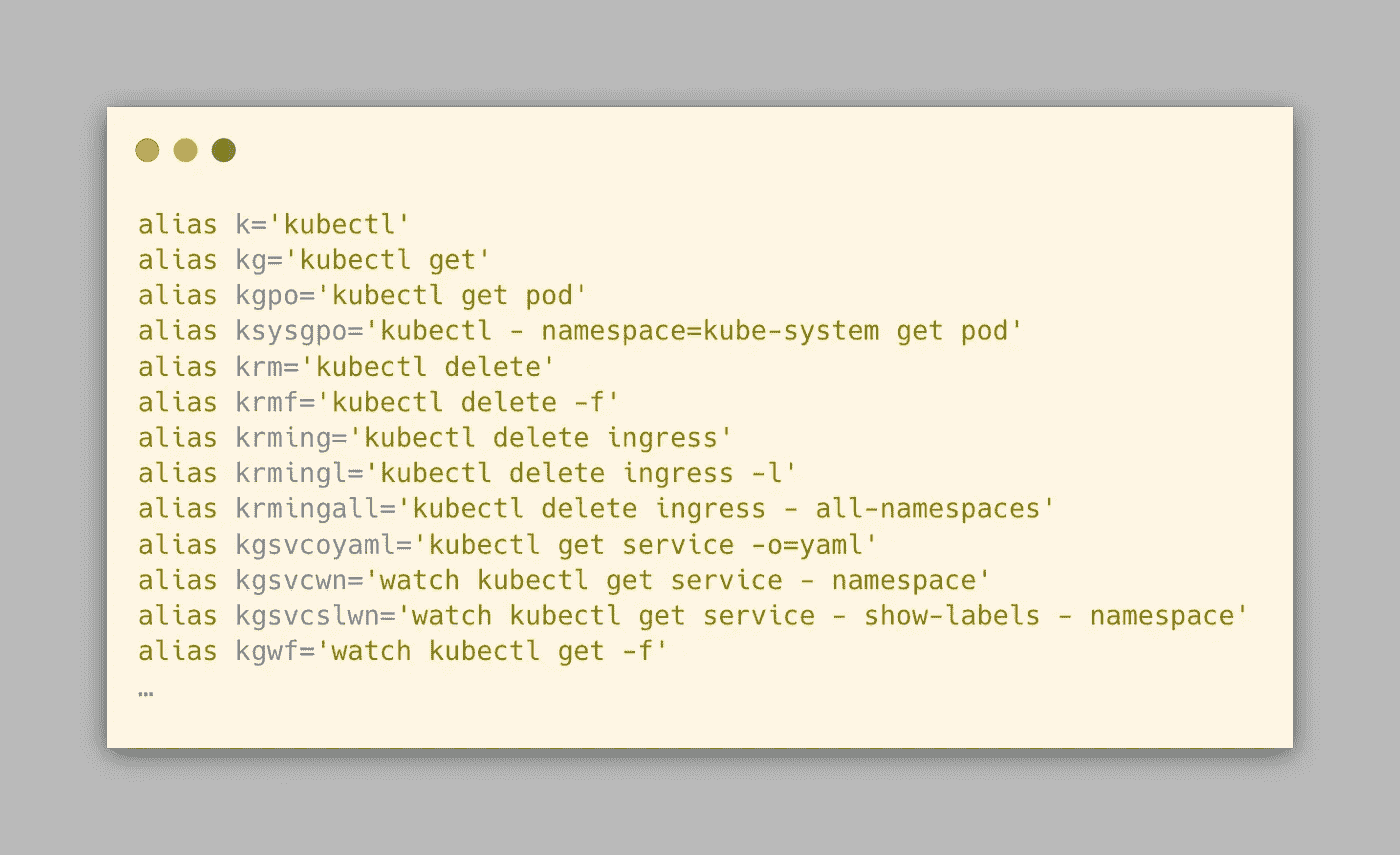 alias k='kubectl'
alias kg='kubectl get'
alias kgpo='kubectl get pod'
alias ksysgpo='kubectl - namespace=kube-system get pod'
alias krm='kubectl delete'
alias krmf='kubectl delete -f'
alias krming='kubectl delete ingress'
alias krmingl='kubectl delete ingress -l'
alias krmingall='kubectl delete ingress - all-namespaces'
alias kgsvcoyaml='kubectl get service -o=yaml'
alias kgsvcwn='watch kubectl get service - namespace'
alias kgsvcslwn='watch kubectl get service - show-labels - namespace'
alias kgwf='watch kubectl get -f'
…